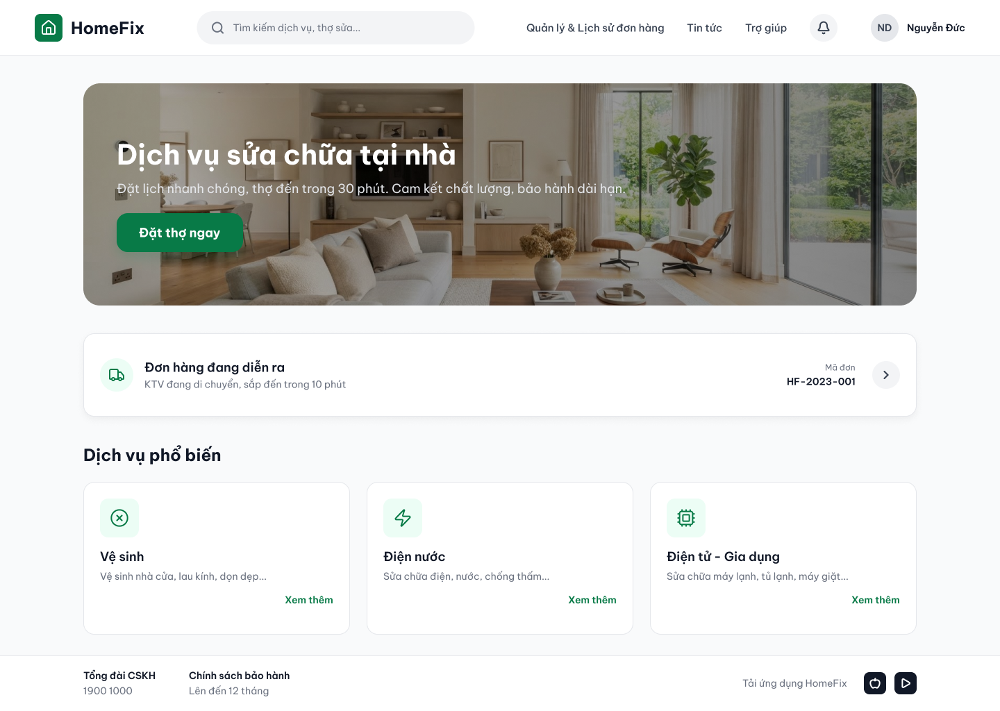 HomeFix
Tìm kiếm dịch vụ, thợ sửa...
Quản lý & Lịch sử đơn hàng
Tin tức
Trợ giúp
ND
Nguyễn Đức
Dịch vụ sửa chữa tại nhà
Đặt lịch nhanh chóng, thợ đến trong 30 phút. Cam kết chất lượng, bảo hành dài hạn.
Đặt thợ ngay
Đơn hàng đang diễn ra
KTV đang di chuyển, sắp đến trong 10 phút
Mã đơn
HF-2023-001
Dịch vụ phổ biến
Vệ sinh
Vệ sinh nhà cửa, lau kính, dọn dẹp...
Xem thêm
Điện nước
Sửa chữa điện, nước, chống thấm...
Xem thêm
Điện tử - Gia dụng
Sửa chữa máy lạnh, tủ lạnh, máy giặt...
Xem thêm
Tổng đài CSKH
1900 1000
Chính sách bảo hành
Lên đến 12 tháng
Tải ứng dụng HomeFix